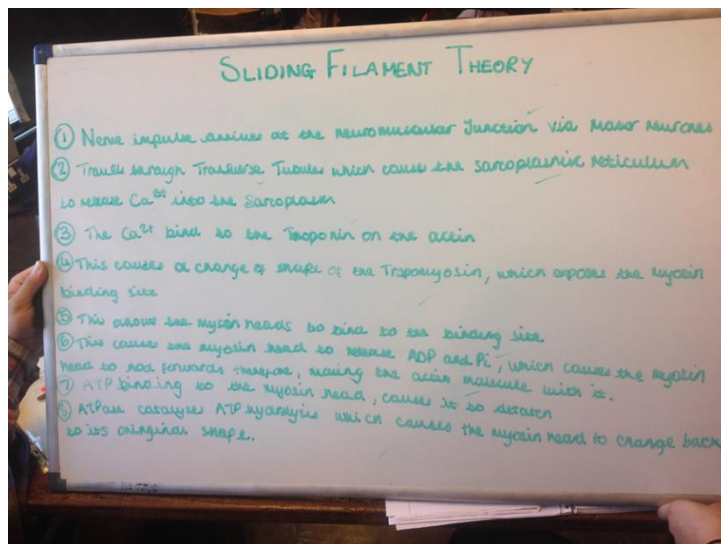 SLIDING FILAMENT THEORY
① Nerve impulse arrives at the neuromuscular Junction via Motor neurones
② Travels through Transverse Tubules which cause the sarcoplasmic reticulum
to release Ca²⁺ into the Sarcoplasm
③ The Ca²⁺ bind to the Troponin on the actin
④ This causes a change of shape of the Tropomyosin, which exposes the myosin
binding site
⑤ This allows the myosin heads to bind to the binding site
⑥ This causes the myosin head to release ADP and Pi, which causes the myosin
head to nod forwards therefore, moving the actin molecule with it.
⑦ ATP binding to the myosin head, causes it to detach
⑧ ATPase catalyse ATP hydrolysis which causes the myosin head to change back
to its original shape.